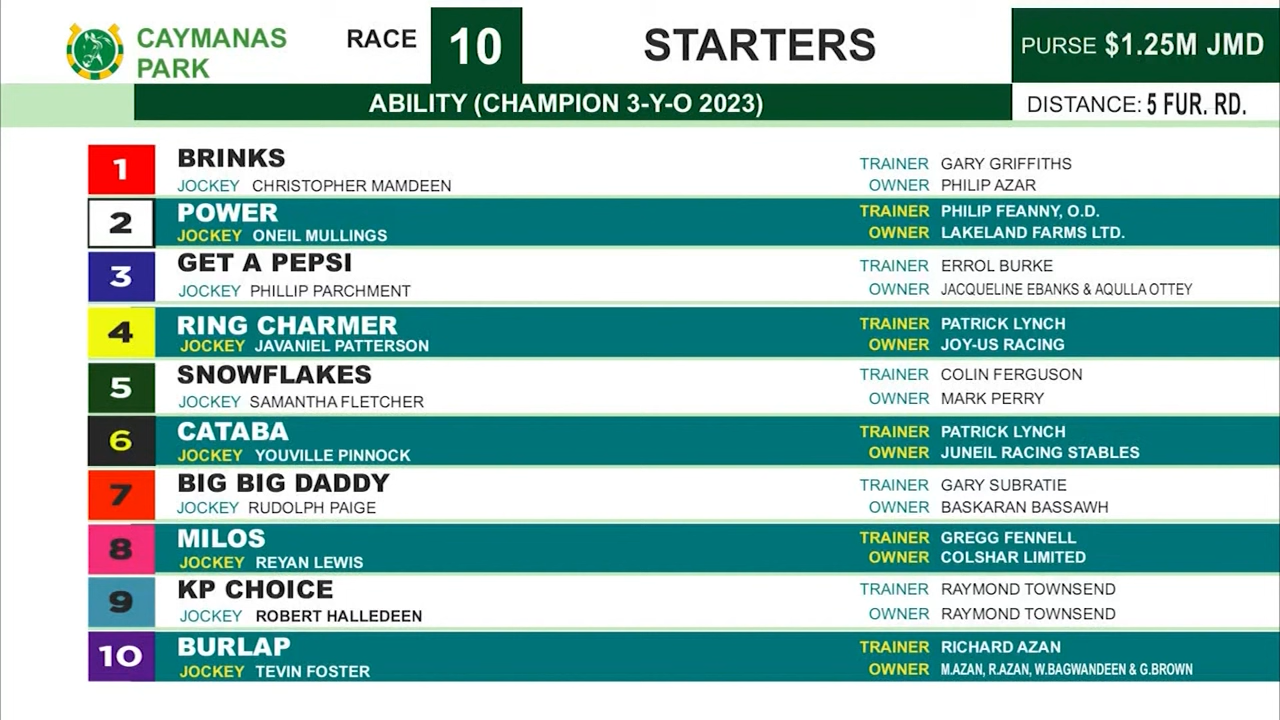 CAYMANAS PARK
RACE 10
STARTERS
PURSE $1.25M JMD
ABILITY (CHAMPION 3-Y-O 2023)
DISTANCE: 5 FUR. RD.
1 BRINKS
JOCKEY CHRISTOPHER MAMDEEN
TRAINER GARY GRIFFITHS
OWNER PHILIP AZAR
2 POWER
JOCKEY ONEIL MULLINGS
TRAINER PHILIP FEANNY, O.D.
OWNER LAKELAND FARMS LTD.
3 GET A PEPSI
JOCKEY PHILLIP PARCHMENT
TRAINER ERROL BURKE
OWNER JACQUELINE EBANKS & AQULLA OTTEY
4 RING CHARMER
JOCKEY JAVANIEL PATTERSON
TRAINER PATRICK LYNCH
OWNER JOY-US RACING
5 SNOWFLAKES
JOCKEY SAMANTHA FLETCHER
TRAINER COLIN FERGUSON
OWNER MARK PERRY
6 CATABA
JOCKEY YOUVILLE PINNOCK
TRAINER PATRICK LYNCH
OWNER JUNEIL RACING STABLES
7 BIG BIG DADDY
JOCKEY RUDOLPH PAIGE
TRAINER GARY SUBRATIE
OWNER BASKARAN BASSAWH
8 MILOS
JOCKEY REYAN LEWIS
TRAINER GREGG FENNELL
OWNER COLSHAR LIMITED
9 KP CHOICE
JOCKEY ROBERT HALLEDEEN
TRAINER RAYMOND TOWNSEND
OWNER RAYMOND TOWNSEND
10 BURLAP
JOCKEY TEVIN FOSTER
TRAINER RICHARD AZAN
OWNER M.AZAN, R.AZAN, W.BAGWANDEEN & G.BROWN